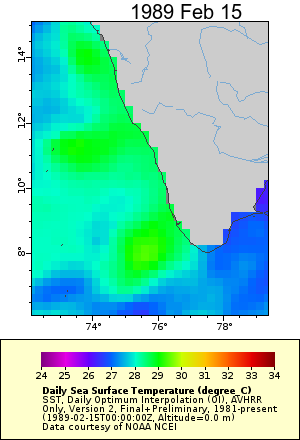 1989 Feb 15
14°
12°
10°
8°
74°
76°
78°
24 25 26 27 28 29 30 31 32 33 34
Daily Sea Surface Temperature (degree_C)
SST, Daily Optimum Interpolation (OI), AVHRR
Only, Version 2, Final+Preliminary, 1981-present
(1989-02-15T00:00:00Z, Altitude=0.0 m)
Data courtesy of NOAA NCEI